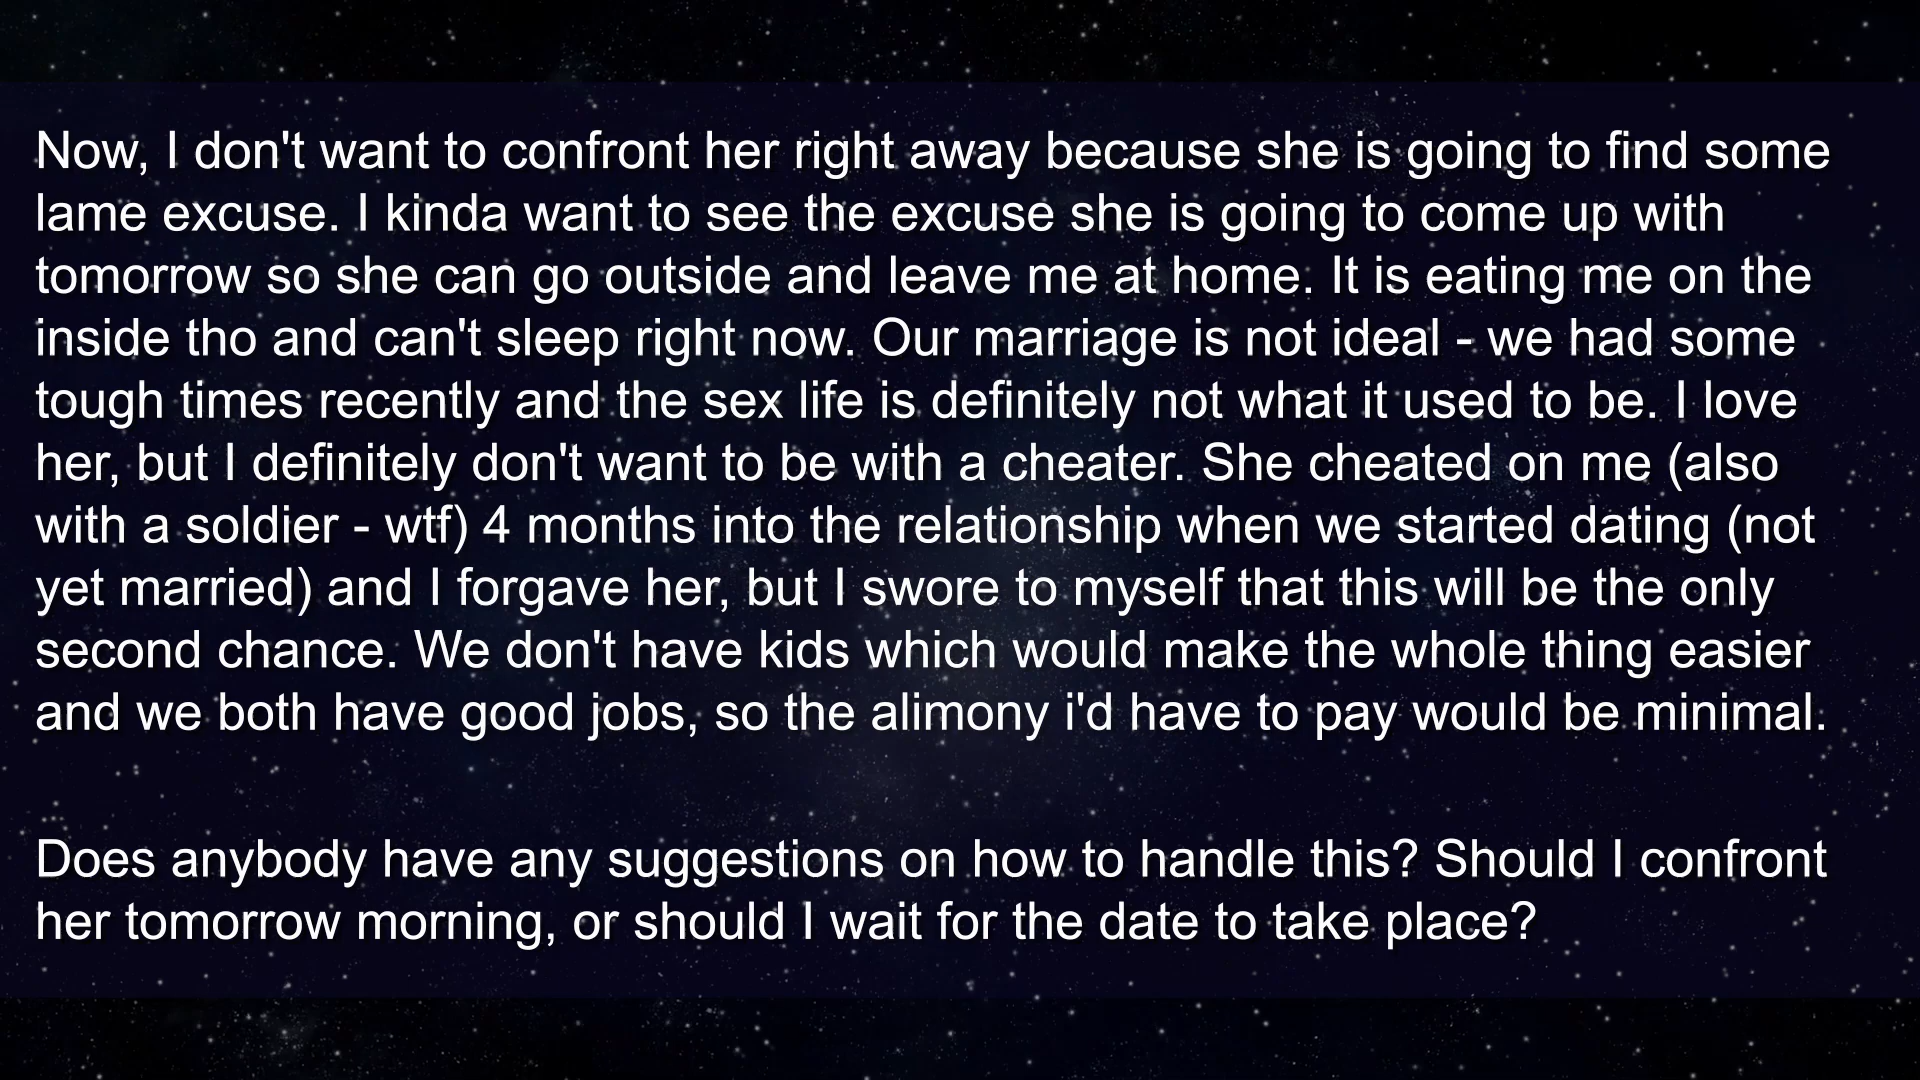 Now, I don't want to confront her right away because she is going to find some
lame excuse. I kinda want to see the excuse she is going to come up with
tomorrow so she can go outside and leave me at home. It is eating me on the
inside tho and can't sleep right now. Our marriage is not ideal - we had some
tough times recently and the sex life is definitely not what it used to be. I love
her, but I definitely don't want to be with a cheater. She cheated on me (also
with a soldier - wtf) 4 months into the relationship when we started dating (not
yet married) and I forgave her, but I swore to myself that this will be the only
second chance. We don't have kids which would make the whole thing easier
and we both have good jobs, so the alimony i'd have to pay would be minimal.
Does anybody have any suggestions on how to handle this? Should I confront
her tomorrow morning, or should I wait for the date to take place?